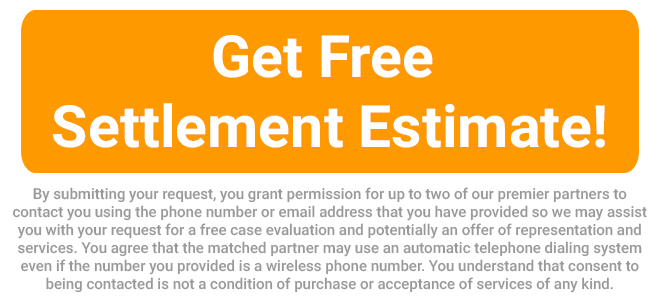 Get Free
Settlement Estimate!
By submitting your request, you grant permission for up to two of our premier partners to
contact you using the phone number or email address that you have provided so we may assist
you with your request for a free case evaluation and potentially an offer of representation and
services. You agree that the matched partner may use an automatic telephone dialing system
even if the number you provided is a wireless phone number. You understand that consent to
being contacted is not a condition of purchase or acceptance of services of any kind.